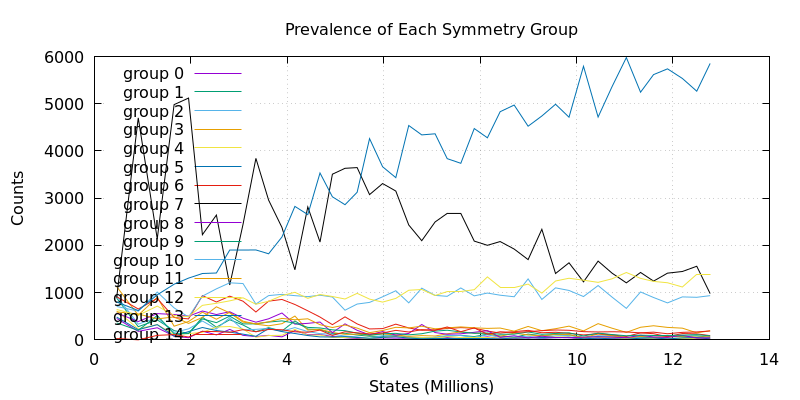 Prevalence of Each Symmetry Group
6000
5000
4000
3000
2000
1000
0
Counts
group 0
group 1
group 2
group 3
group 4
group 5
group 6
group 7
group 8
group 9
group 10
group 11
group 12
group 13
group 14
0 2 4 6 8 10 12 14
States (Millions)